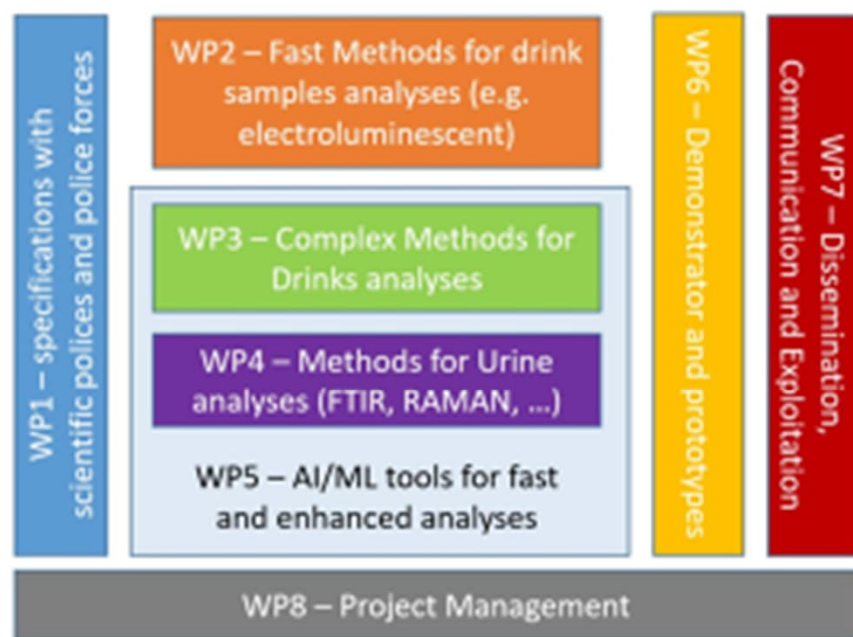 WP1 – specifications with
scientific polices and police forces
WP2 – Fast Methods for drink
samples analyses (e.g.
electroluminescent)
WP3 – Complex Methods for
Drinks analyses
WP4 – Methods for Urine
analyses (FTIR, RAMAN, ...)
WP5 – AI/ML tools for fast
and enhanced analyses
WP6 – Demonstrator and prototypes
WP7 – Dissemination,
Communication and Exploitation
WP8 – Project Management